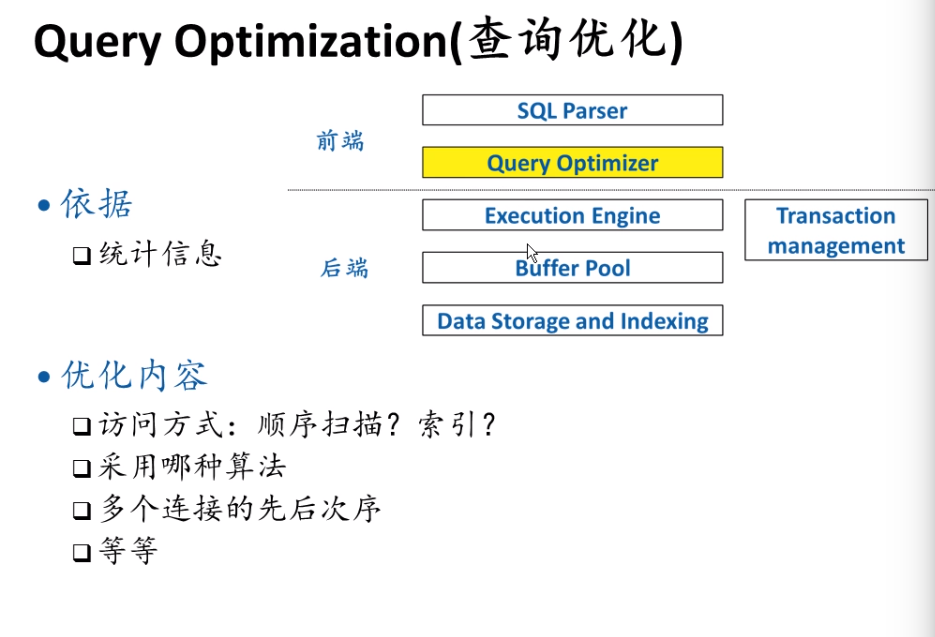 Query Optimization(查询优化)
SQL Parser
前端
Query Optimizer
• 依据
❑ 统计信息
Execution Engine
Transaction
management
后端
Buffer Pool
Data Storage and Indexing
• 优化内容
❑ 访问方式：顺序扫描？索引？
❑ 采用哪种算法
❑ 多个连接的先后次序
❑ 等等